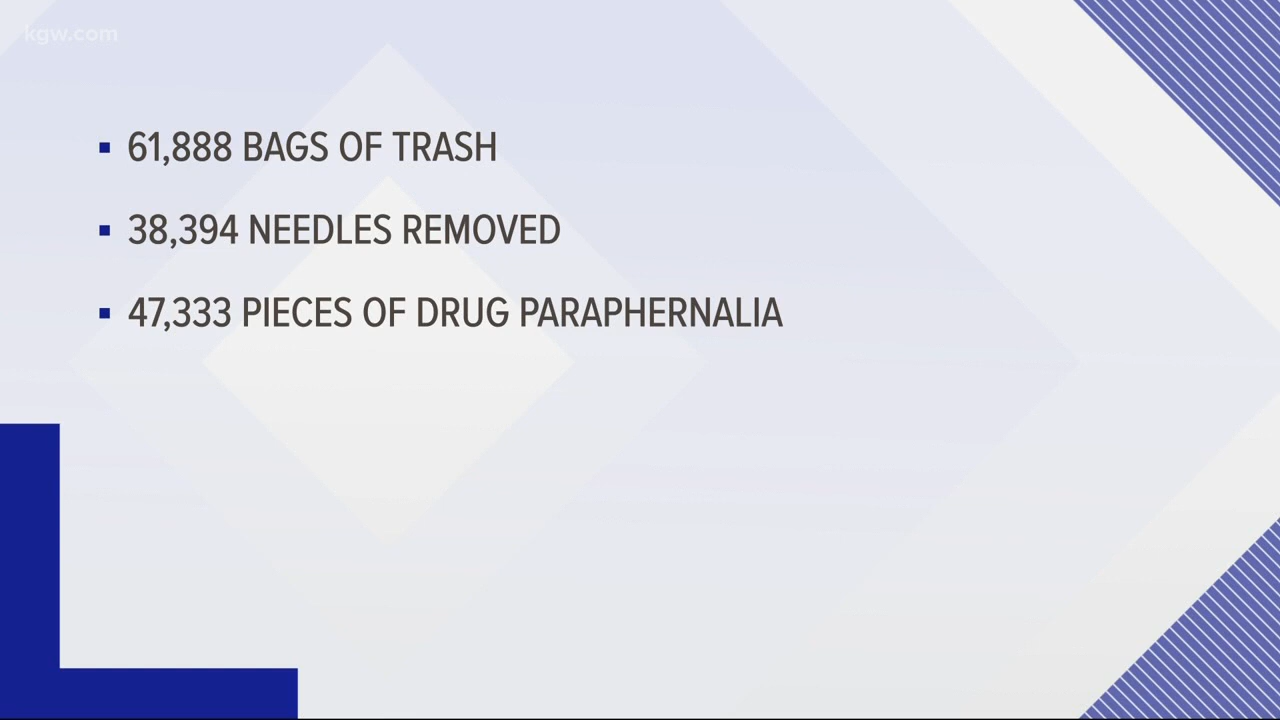 kgw.com
61,888 BAGS OF TRASH
38,394 NEEDLES REMOVED
47,333 PIECES OF DRUG PARAPHERNALIA